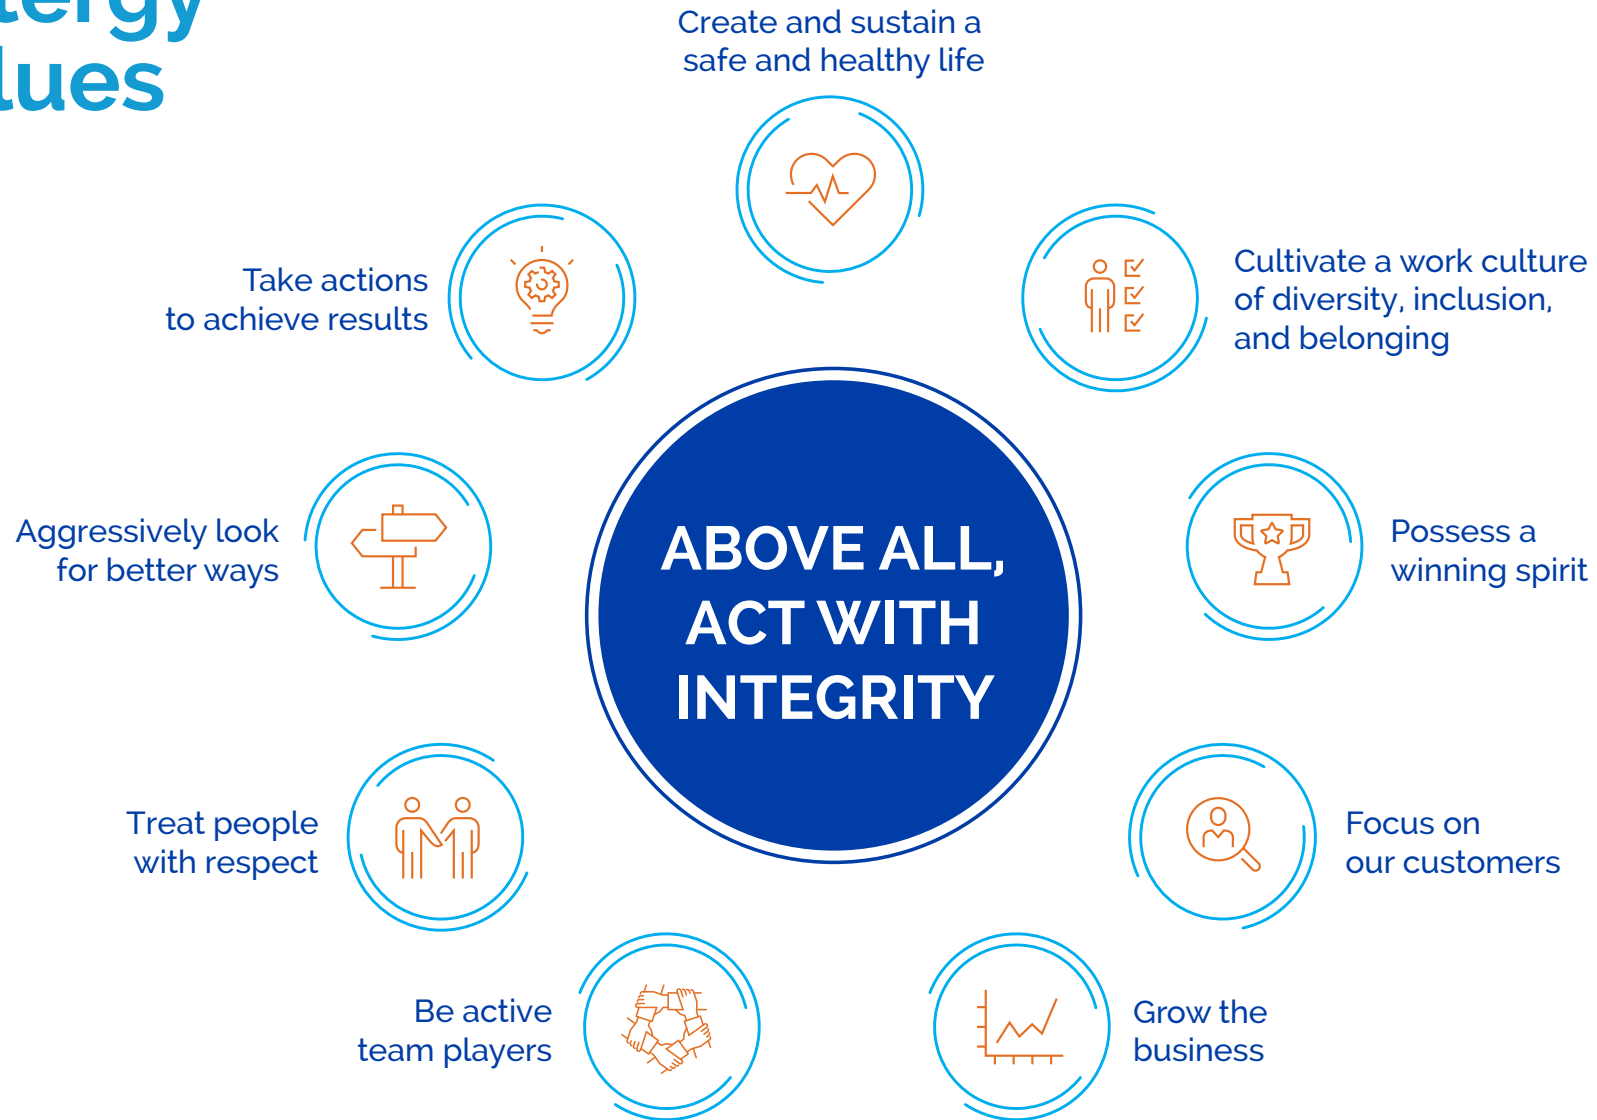 Create and sustain a
safe and healthy life
Cultivate a work culture
of diversity, inclusion,
and belonging
Possess a
winning spirit
Focus on
our customers
Grow the
business
Be active
team players
Treat people
with respect
Aggressively look
for better ways
Take actions
to achieve results
ABOVE ALL,
ACT WITH
INTEGRITY